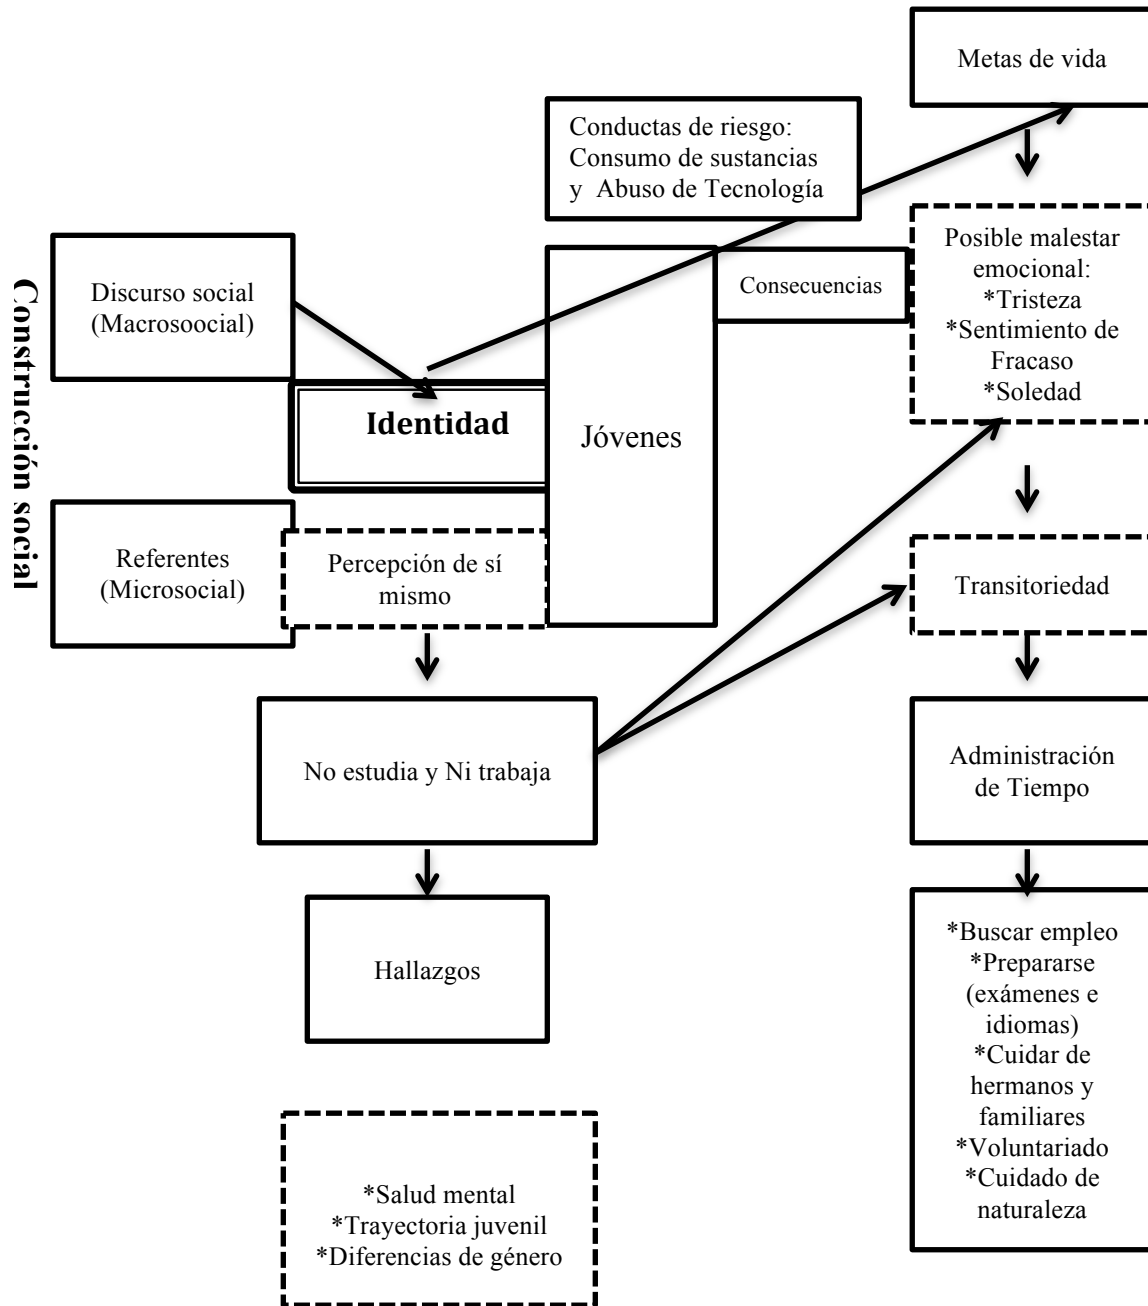 Metas de vida
Conductas de riesgo:
Consumo de sustancias
y Abuso de Tecnología
Construcción social
Discurso social
(Macrosoocial)
Identidad
Jóvenes
Consecuencias
Posible malestar
emocional:
*Tristeza
*Sentimiento de
Fracaso
*Soledad
Referentes
(Microsocial)
Percepción de sí
mismo
Transitoriedad
No estudia y Ni trabaja
Administración
de Tiempo
Hallazgos
*Buscar empleo
*Prepararse
(exámenes e
idiomas)
*Cuidar de
hermanos y
familiares
*Voluntariado
*Cuidado de
naturaleza
*Salud mental
*Trayectoria juvenil
*Diferencias de género